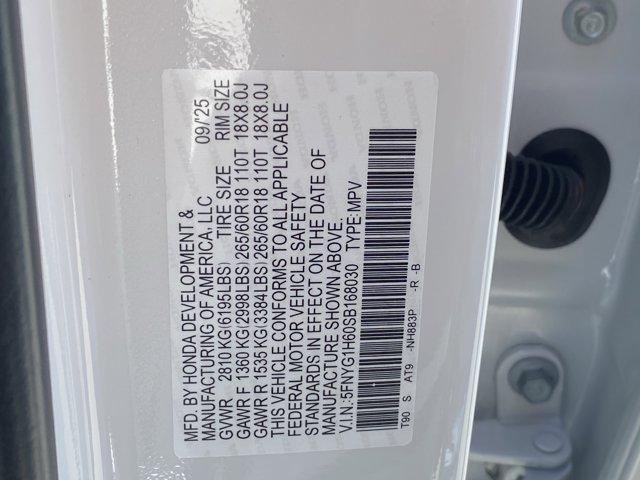 MFD. BY HONDA DEVELOPMENT &
MANUFACTURING OF AMERICA, LLC 09/'25
GVWR 2810 KG(6195LBS) TIRE SIZE RIM SIZE
GAWR F 1360 KG(2998LBS) 265/60R18 110T 18X8.0J
GAWR R 1535 KG(3384LBS) 265/60R18 110T 18X8.0J
THIS VEHICLE CONFORMS TO ALL APPLICABLE
FEDERAL MOTOR VEHICLE SAFETY
STANDARDS IN EFFECT ON THE DATE OF
MANUFACTURE SHOWN ABOVE.
V.I.N.:5FNYG1H60SB168030 TYPE:MPV
T90 S AT9 -NH883P -R -B